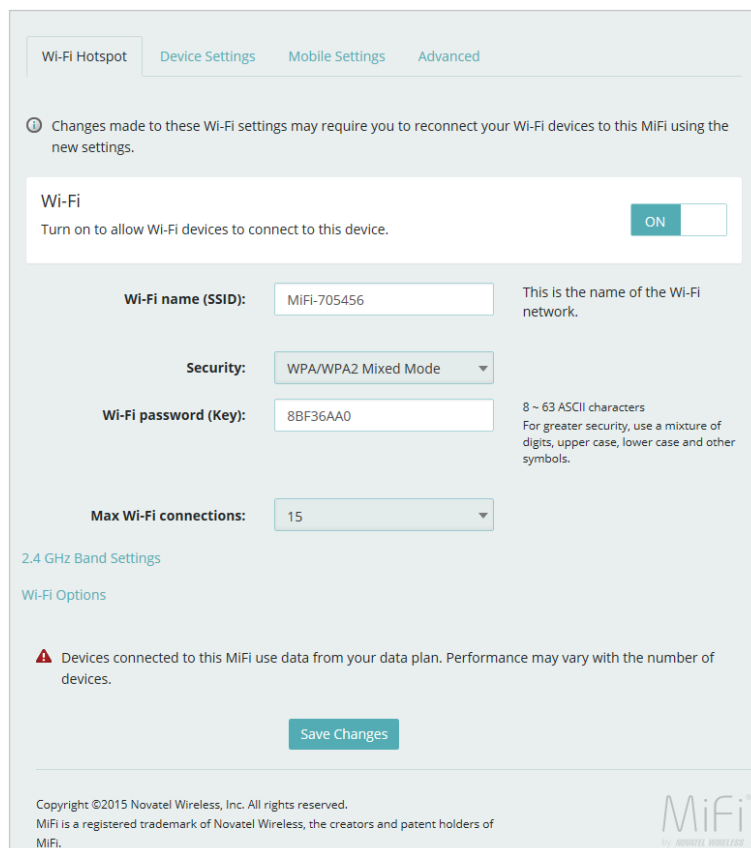 Wi-Fi Hotspot Device Settings Mobile Settings Advanced
Changes made to these Wi-Fi settings may require you to reconnect your Wi-Fi devices to this MiFi using the
new settings.
Wi-Fi
Turn on to allow Wi-Fi devices to connect to this device.
ON
Wi-Fi name (SSID): MiFi-705456
This is the name of the Wi-Fi
network.
Security: WPA/WPA2 Mixed Mode
Wi-Fi password (Key): 8BF36AA0
8 ~ 63 ASCII characters
For greater security, use a mixture of
digits, upper case, lower case and other
symbols.
Max Wi-Fi connections: 15
2.4 GHz Band Settings
Wi-Fi Options
Devices connected to this MiFi use data from your data plan. Performance may vary with the number of
devices.
Save Changes
Copyright ©2015 Novatel Wireless, Inc. All rights reserved.
MiFi is a registered trademark of Novatel Wireless, the creators and patent holders of
MiFi.
MiFi®
by NOVATEL WIRELESS